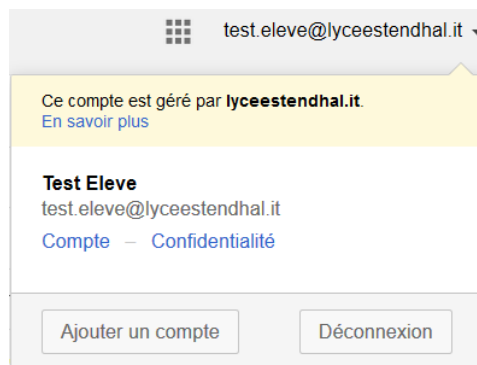 test.eleve@lyceestendhal.it
Ce compte est géré par lyceestendhal.it.
En savoir plus
Test Eleve
test.eleve@lyceestendhal.it
Compte – Confidentialité
Ajouter un compte Déconnexion